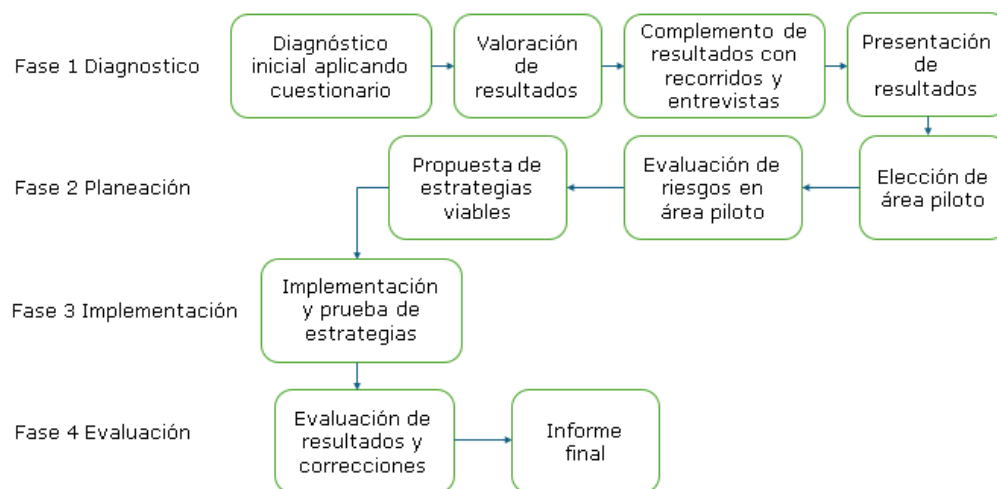 Fase 1 Diagnostico
Diagnóstico
inicial aplicando
cuestionario
Valoración
de
resultados
Complemento de
resultados con
recorridos y
entrevistas
Presentación
de
resultados
Fase 2 Planeación
Elección de
área piloto
Evaluación de
riesgos en
área piloto
Propuesta de
estrategias
viables
Fase 3 Implementación
Implementación
y prueba de
estrategias
Fase 4 Evaluación
Evaluación de
resultados y
correcciones
Informe
final